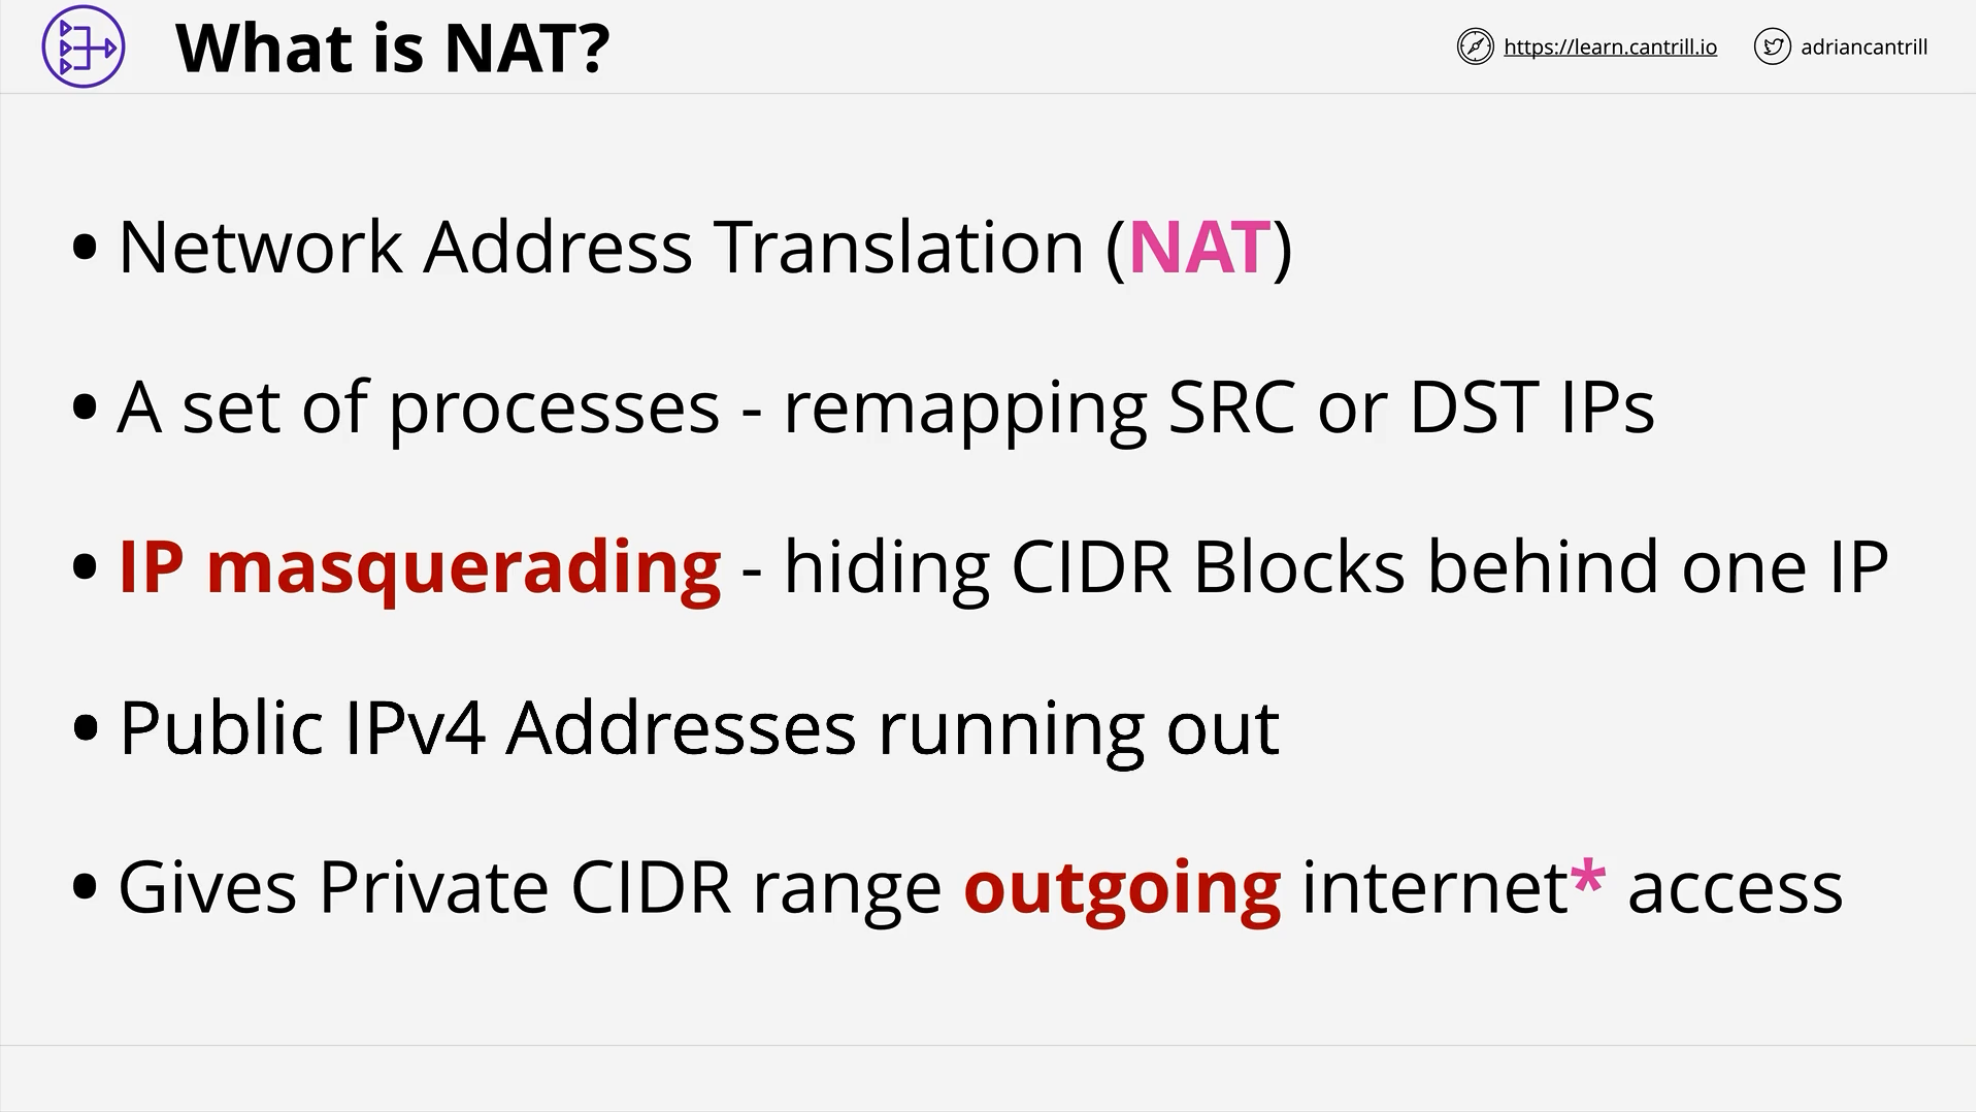 What is NAT?
https://learn.cantrill.io
adriancantrill
• Network Address Translation (NAT)
• A set of processes - remapping SRC or DST IPs
• IP masquerading - hiding CIDR Blocks behind one IP
• Public IPv4 Addresses running out
• Gives Private CIDR range outgoing internet* access